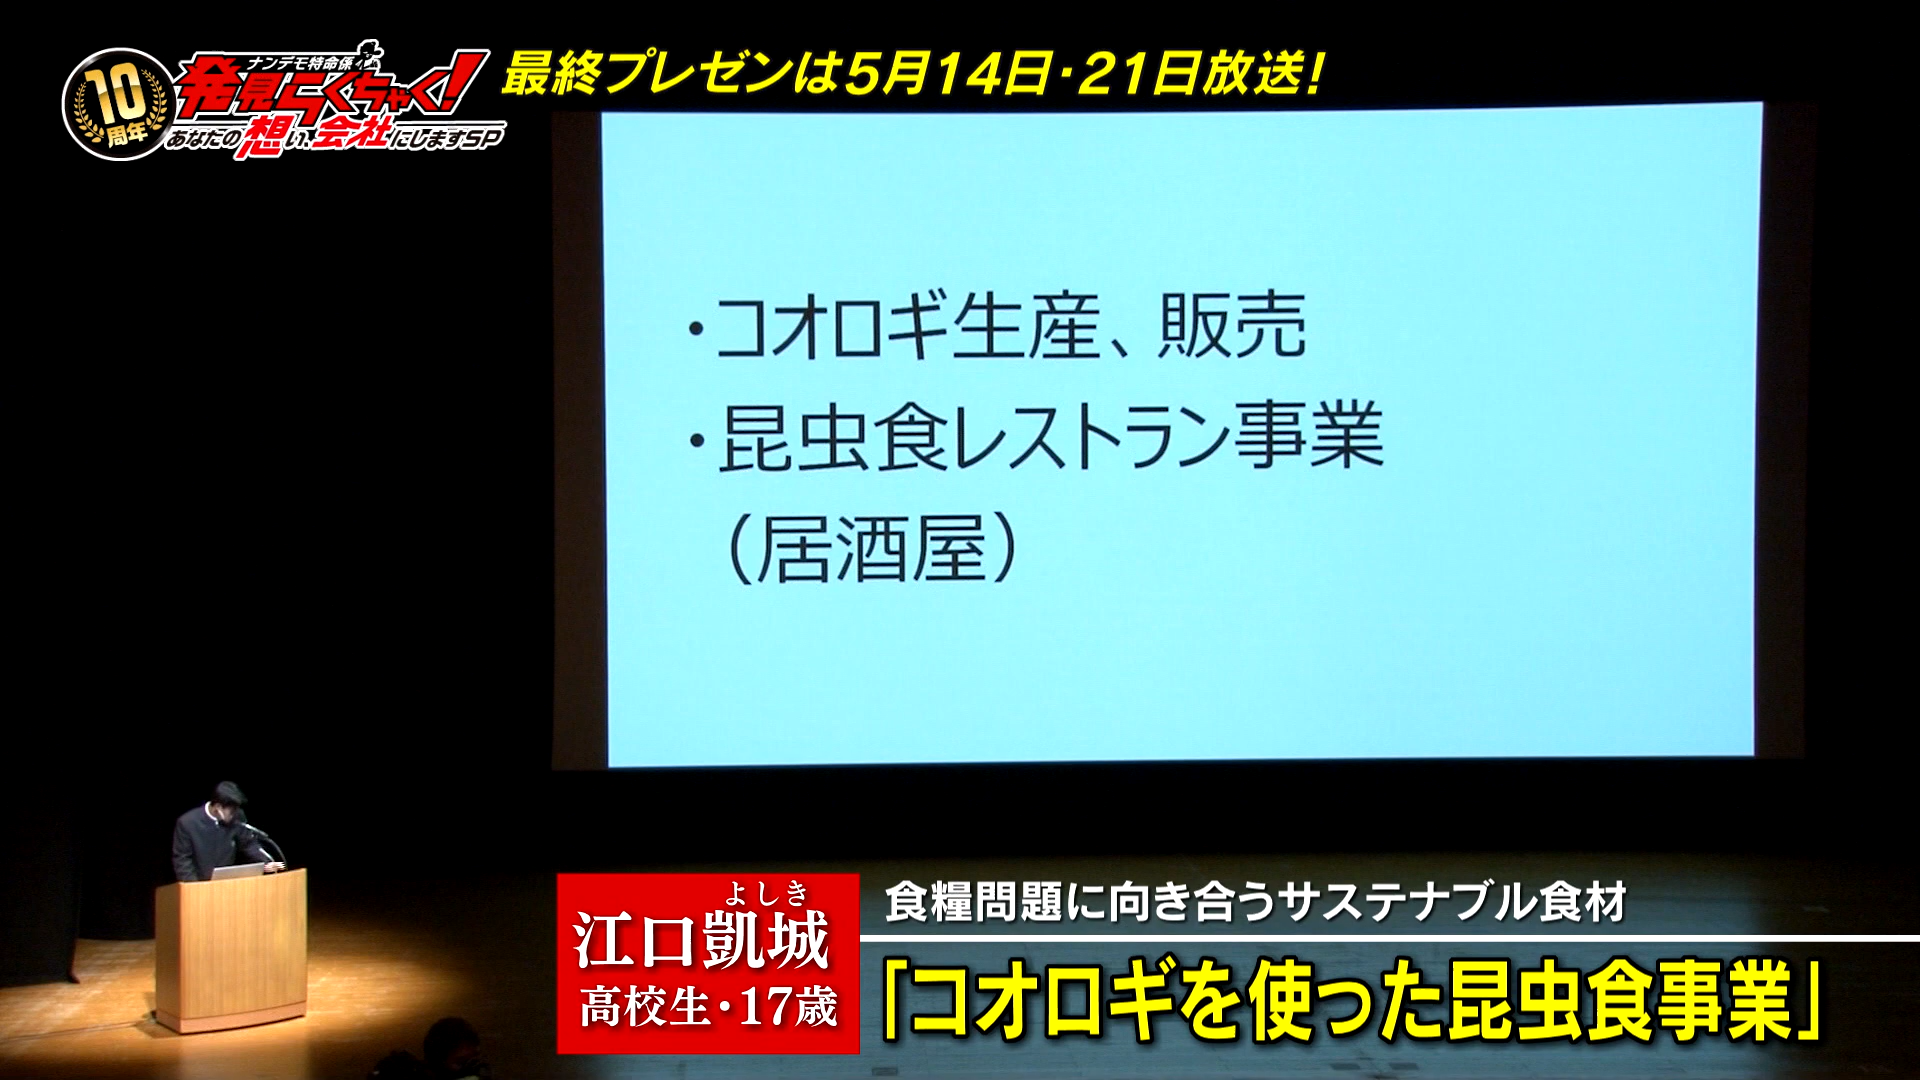 10
周年
ナンデモ特命係
発見らくちゃく!
あなたの想い、会社にしますSP
最終プレゼンは5月14日・21日放送!
・コオロギ生産、販売
・昆虫食レストラン事業
（居酒屋）
よしき
江口凱城
高校生・17歳
食糧問題に向き合うサステナブル食材
「コオロギを使った昆虫食事業」